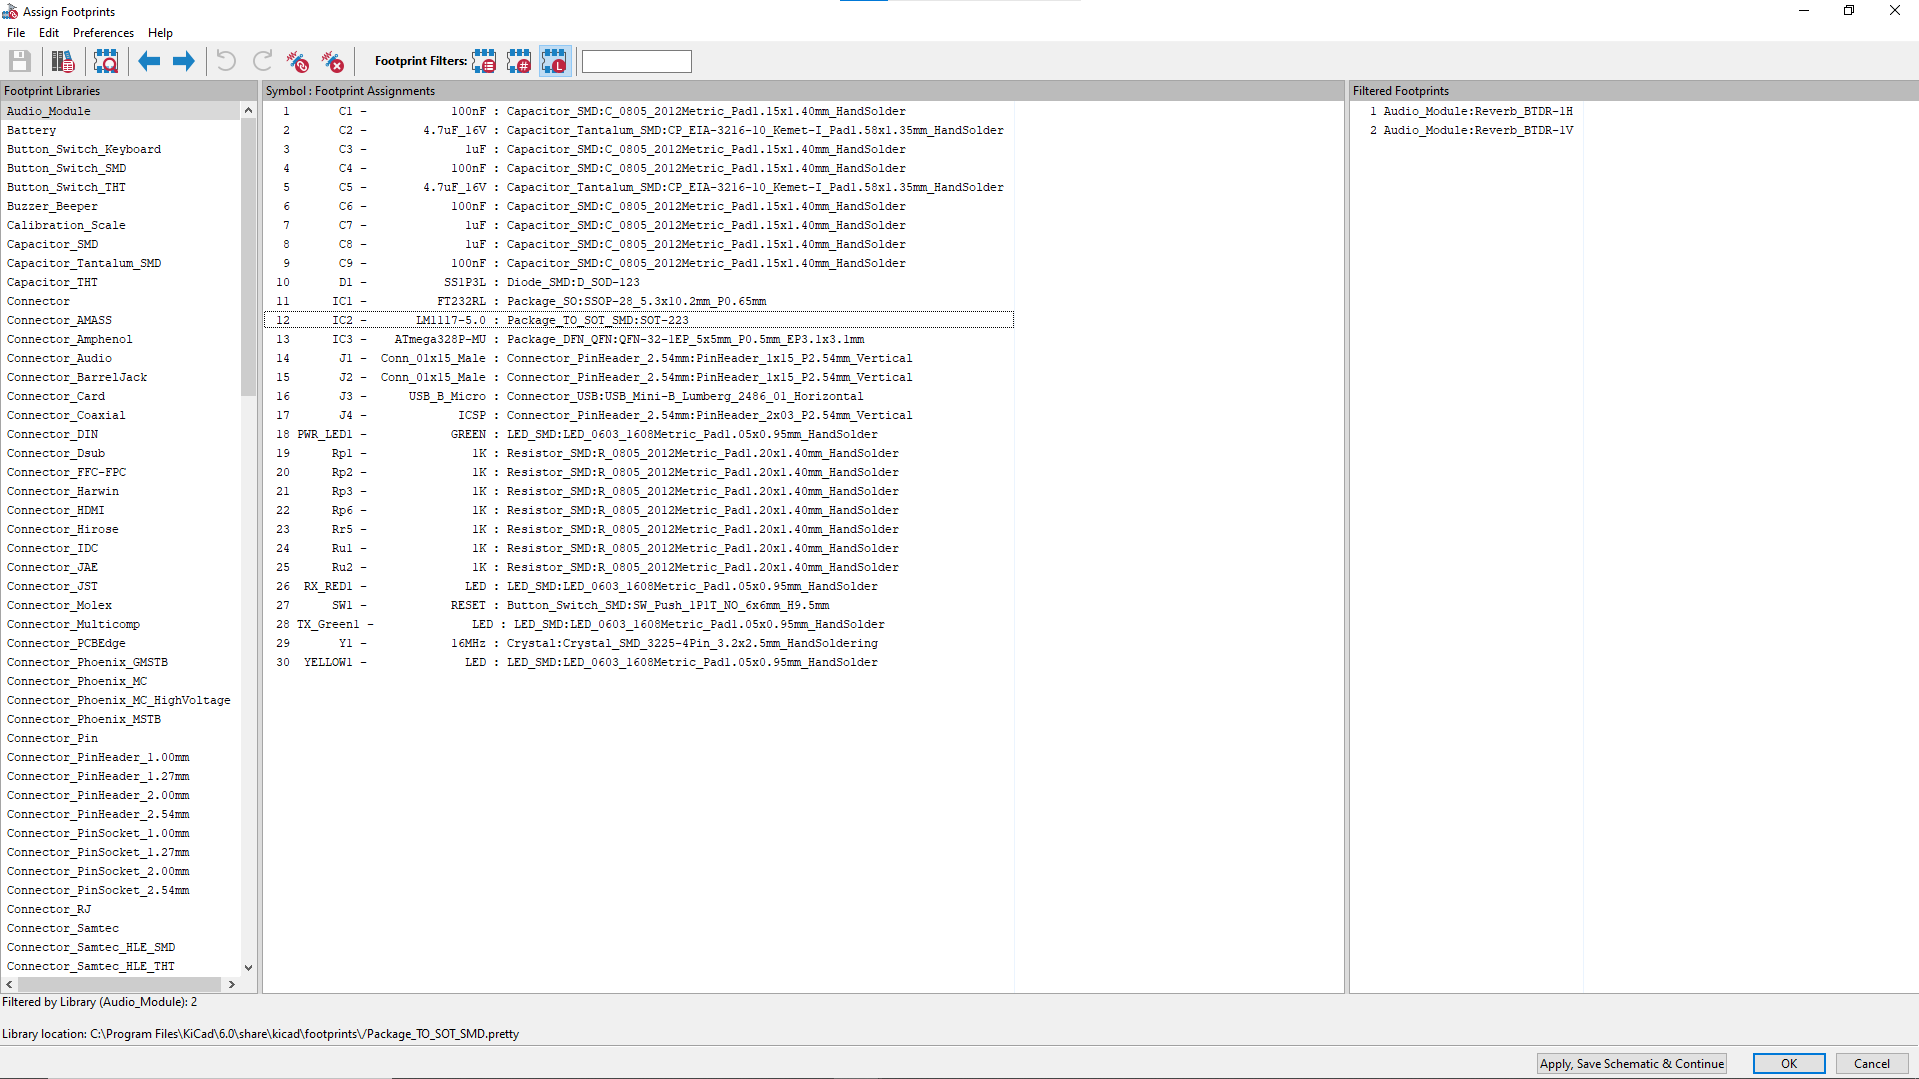 Assign Footprints
File Edit Preferences Help
Footprint Filters:
Footprint Libraries
Audio_Module
Battery
Button_Switch_Keyboard
Button_Switch_SMD
Button_Switch_THT
Buzzer_Beeper
Calibration_Scale
Capacitor_SMD
Capacitor_Tantalum_SMD
Capacitor_THT
Connector
Connector_AMASS
Connector_Amphenol
Connector_Audio
Connector_BarrelJack
Connector_Card
Connector_Coaxial
Connector_DIN
Connector_Dsub
Connector_FFC-FPC
Connector_Harwin
Connector_HDMI
Connector_Hirose
Connector_IDC
Connector_JAE
Connector_JST
Connector_Molex
Connector_Multicomp
Connector_PCBEdge
Connector_Phoenix_GMSTB
Connector_Phoenix_MC
Connector_Phoenix_MC_HighVoltage
Connector_Phoenix_MSTB
Connector_Pin
Connector_PinHeader_1.00mm
Connector_PinHeader_1.27mm
Connector_PinHeader_2.00mm
Connector_PinHeader_2.54mm
Connector_PinSocket_1.00mm
Connector_PinSocket_1.27mm
Connector_PinSocket_2.00mm
Connector_PinSocket_2.54mm
Connector_RJ
Connector_Samtec
Connector_Samtec_HLE_SMD
Connector_Samtec_HLE_THT
Symbol : Footprint Assignments
1 C1 - 100nF : Capacitor_SMD:C_0805_2012Metric_Pad1.15x1.40mm_HandSolder
2 C2 - 4.7uF_16V : Capacitor_Tantalum_SMD:CP_EIA-3216-10_Kemet-I_Pad1.58x1.35mm_HandSolder
3 C3 - 1uF : Capacitor_SMD:C_0805_2012Metric_Pad1.15x1.40mm_HandSolder
4 C4 - 100nF : Capacitor_SMD:C_0805_2012Metric_Pad1.15x1.40mm_HandSolder
5 C5 - 4.7uF_16V : Capacitor_Tantalum_SMD:CP_EIA-3216-10_Kemet-I_Pad1.58x1.35mm_HandSolder
6 C6 - 100nF : Capacitor_SMD:C_0805_2012Metric_Pad1.15x1.40mm_HandSolder
7 C7 - 1uF : Capacitor_SMD:C_0805_2012Metric_Pad1.15x1.40mm_HandSolder
8 C8 - 1uF : Capacitor_SMD:C_0805_2012Metric_Pad1.15x1.40mm_HandSolder
9 C9 - 100nF : Capacitor_SMD:C_0805_2012Metric_Pad1.15x1.40mm_HandSolder
10 D1 - SS1P3L : Diode_SMD:D_SOD-123
11 IC1 - FT232RL : Package_SO:SSOP-28_5.3x10.2mm_P0.65mm
12 IC2 - LM1117-5.0 : Package_TO_SOT_SMD:SOT-223
13 IC3 - ATmega328P-MU : Package_DFN_QFN:QFN-32-1EP_5x5mm_P0.5mm_EP3.1x3.1mm
14 J1 - Conn_01x15_Male : Connector_PinHeader_2.54mm:PinHeader_1x15_P2.54mm_Vertical
15 J2 - Conn_01x15_Male : Connector_PinHeader_2.54mm:PinHeader_1x15_P2.54mm_Vertical
16 J3 - USB_B_Micro : Connector_USB:USB_Mini-B_Lumberg_2486_01_Horizontal
17 J4 - ICSP : Connector_PinHeader_2.54mm:PinHeader_2x03_P2.54mm_Vertical
18 PWR_LED1 - GREEN : LED_SMD:LED_0603_1608Metric_Pad1.05x0.95mm_HandSolder
19 Rp1 - 1K : Resistor_SMD:R_0805_2012Metric_Pad1.20x1.40mm_HandSolder
20 Rp2 - 1K : Resistor_SMD:R_0805_2012Metric_Pad1.20x1.40mm_HandSolder
21 Rp3 - 1K : Resistor_SMD:R_0805_2012Metric_Pad1.20x1.40mm_HandSolder
22 Rp6 - 1K : Resistor_SMD:R_0805_2012Metric_Pad1.20x1.40mm_HandSolder
23 Rr5 - 1K : Resistor_SMD:R_0805_2012Metric_Pad1.20x1.40mm_HandSolder
24 Ru1 - 1K : Resistor_SMD:R_0805_2012Metric_Pad1.20x1.40mm_HandSolder
25 Ru2 - 1K : Resistor_SMD:R_0805_2012Metric_Pad1.20x1.40mm_HandSolder
26 RX_RED1 - LED : LED_SMD:LED_0603_1608Metric_Pad1.05x0.95mm_HandSolder
27 SW1 - RESET : Button_Switch_SMD:SW_Push_1P1T_NO_6x6mm_H9.5mm
28 TX_Green1 - LED : LED_SMD:LED_0603_1608Metric_Pad1.05x0.95mm_HandSolder
29 Y1 - 16MHz : Crystal:Crystal_SMD_3225-4Pin_3.2x2.5mm_HandSoldering
30 YELLOW1 - LED : LED_SMD:LED_0603_1608Metric_Pad1.05x0.95mm_HandSolder
Filtered Footprints
1 Audio_Module:Reverb_BTDR-1H
2 Audio_Module:Reverb_BTDR-1V
Filtered by Library (Audio_Module): 2
Library location: C:\Program Files\KiCad\6.0\share\kicad\footprints\/Package_TO_SOT_SMD.pretty
Apply, Save Schematic & Continue
OK
Cancel